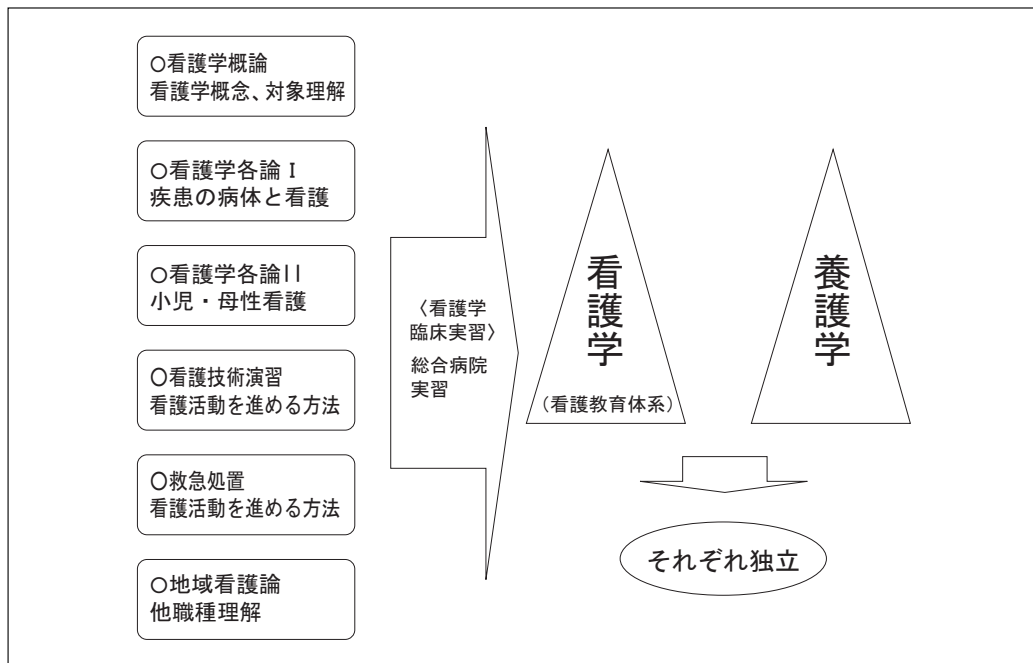 ○看護学概論
看護学概念、対象理解
○看護学各論Ⅰ
疾患の病体と看護
○看護学各論II
小児・母性看護
○看護技術演習
看護活動を進める方法
○救急処置
看護活動を進める方法
○地域看護論
他職種理解
〈看護学
臨床実習〉
総合病院
実習
看護学
(看護教育体系)
養護学
それぞれ独立